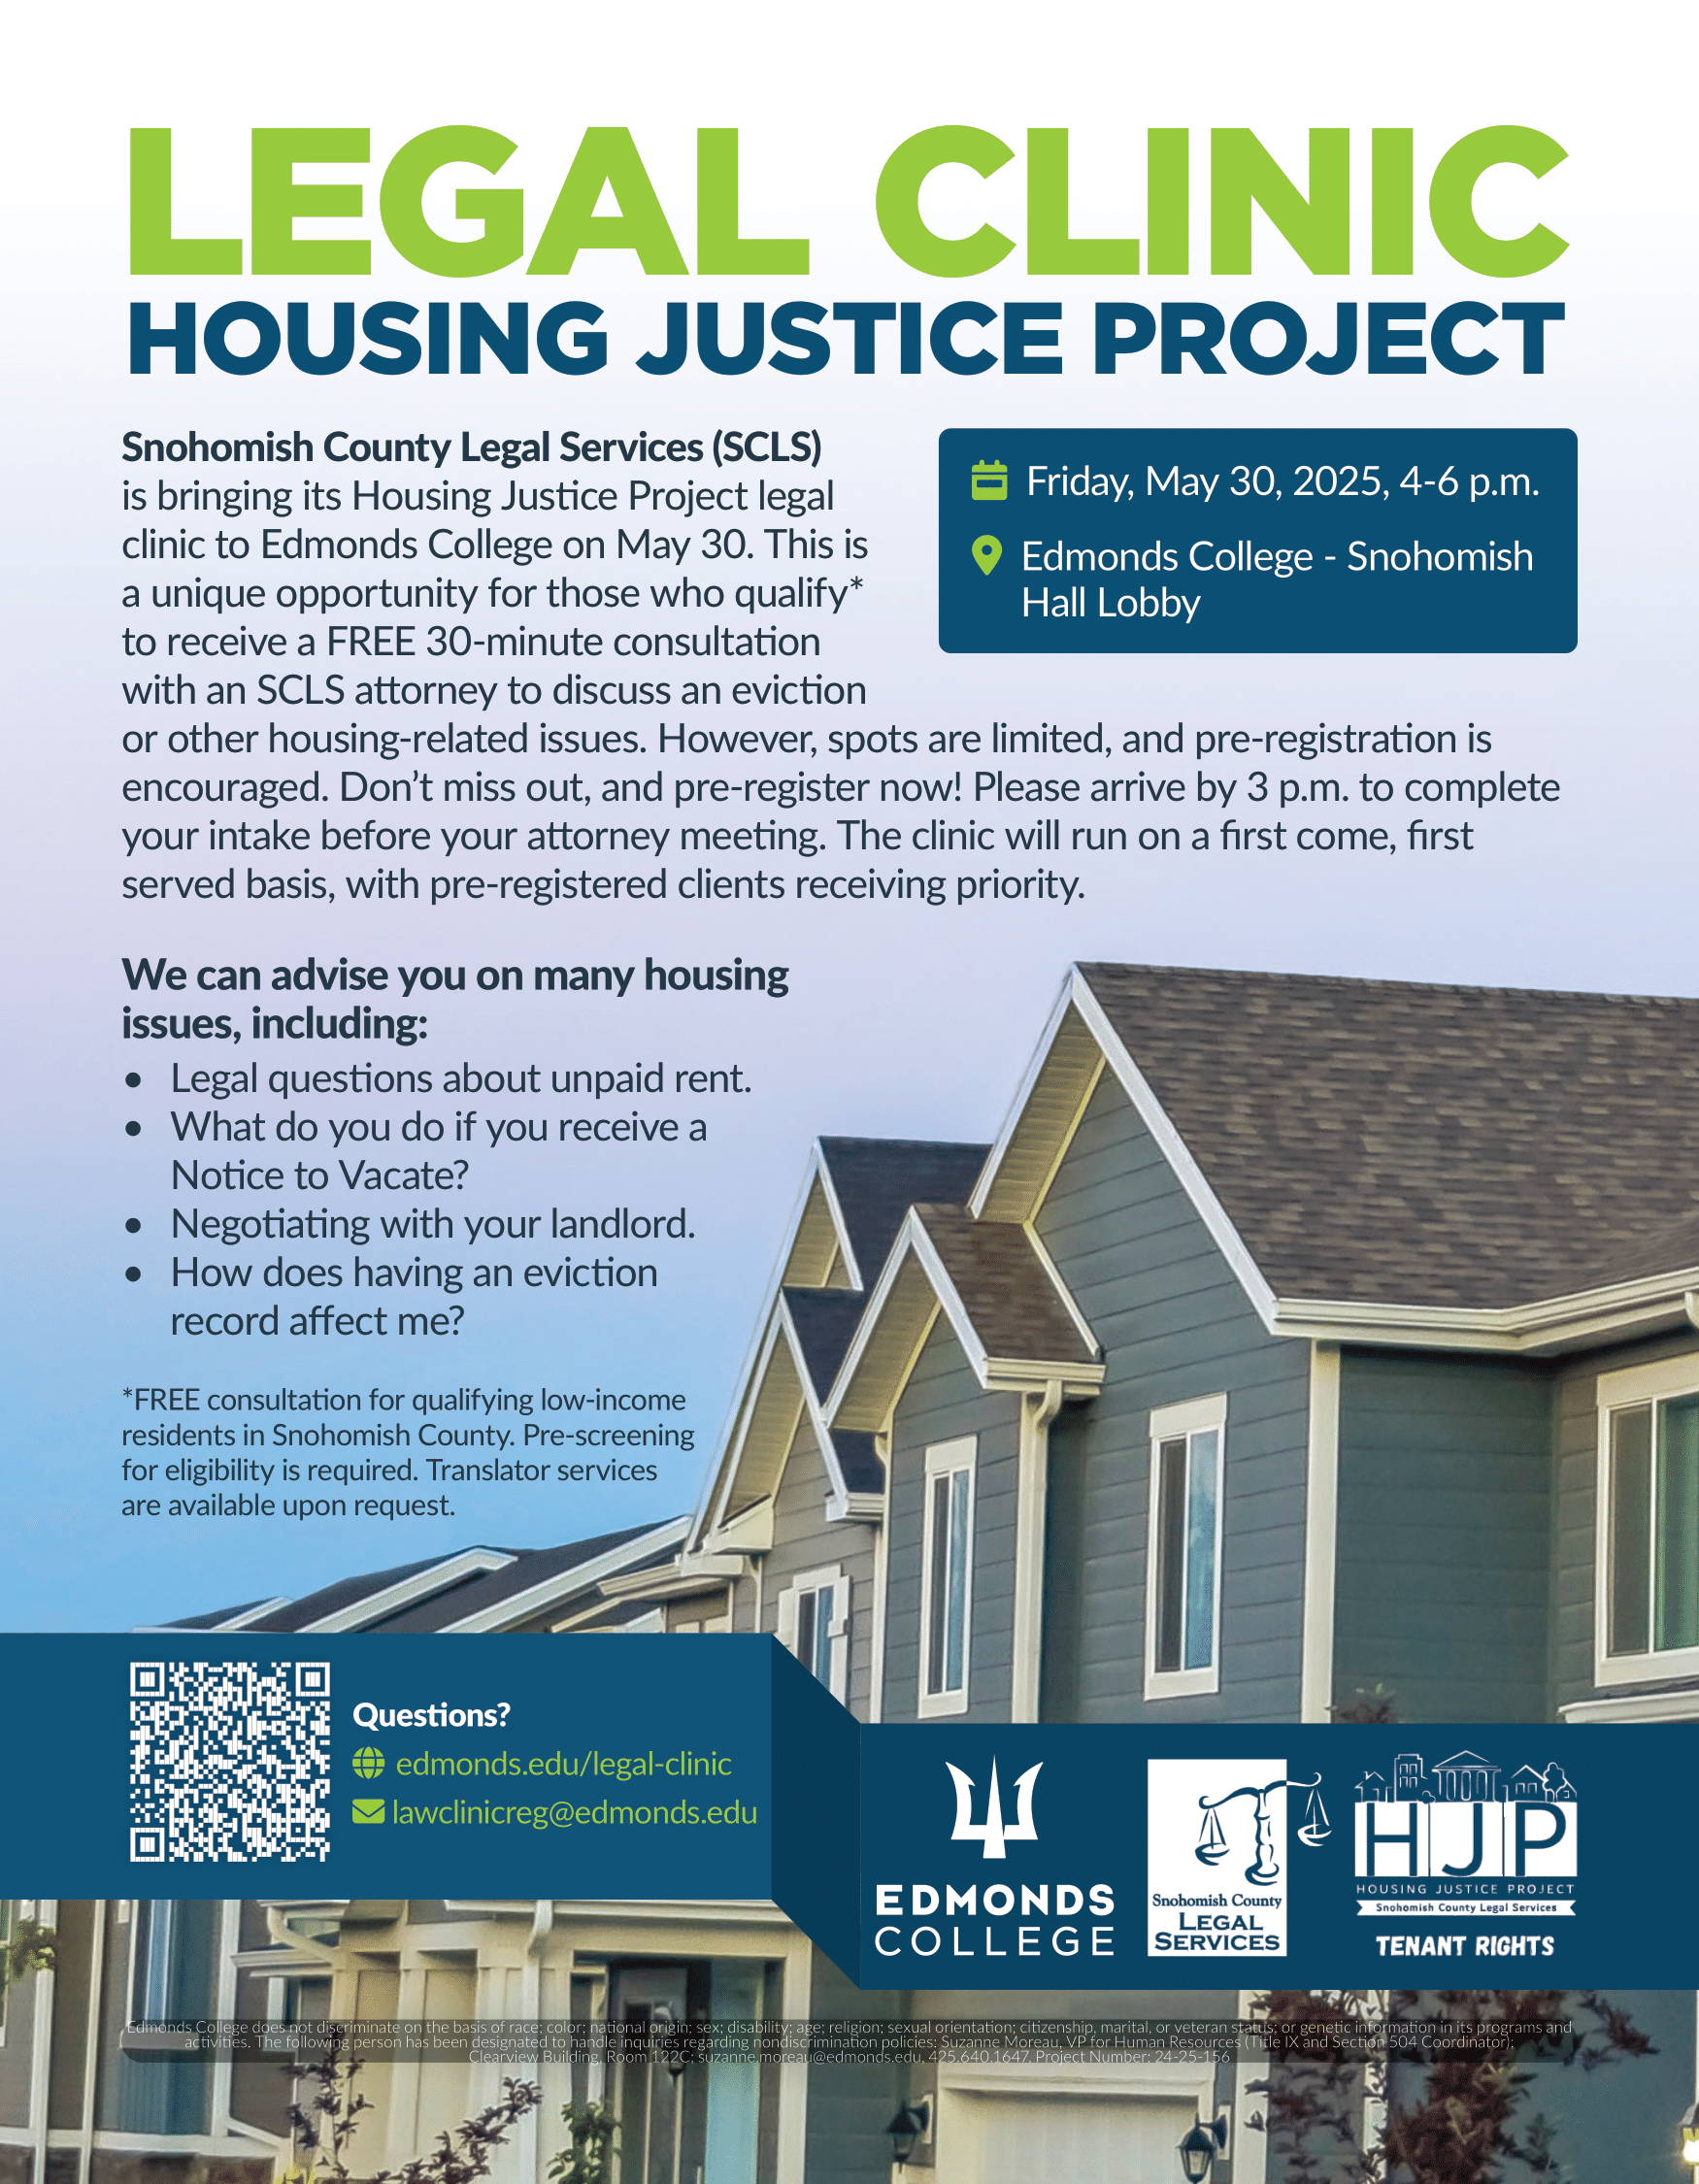 LEGAL CLINIC
HOUSING JUSTICE PROJECT
Snohomish County Legal Services (SCLS)
is bringing its Housing Justice Project legal
clinic to Edmonds College on May 30. This is
a unique opportunity for those who qualify*
to receive a FREE 30-minute consultation
with an SCLS attorney to discuss an eviction
or other housing-related issues. However, spots are limited, and pre-registration is
encouraged. Don't miss out, and pre-register now! Please arrive by 3 p.m. to complete
your intake before your attorney meeting. The clinic will run on a first come, first
served basis, with pre-registered clients receiving priority.
Friday, May 30, 2025, 4-6 p.m.
Edmonds College - Snohomish
Hall Lobby
We can advise you on many housing
issues, including:
• Legal questions about unpaid rent.
• What do you do if you receive a
Notice to Vacate?
• Negotiating with your landlord.
• How does having an eviction
record affect me?
*FREE consultation for qualifying low-income
residents in Snohomish County. Pre-screening
for eligibility is required. Translator services
are available upon request.
Questions?
edmonds.edu/legal-clinic
lawclinicreg@edmonds.edu
EDMONDS
COLLEGE
Snohomish County
LEGAL
SERVICES
HJP
HOUSING JUSTICE PROJECT
Snohomish County Legal Services
TENANT RIGHTS
Edmonds College does not discriminate on the basis of race; color; national origin; sex; disability; age; religion; sexual orientation; citizenship, marital, or veteran status; or genetic information in its programs and
activities. The following person has been designated to handle inquiries regarding nondiscrimination policies: Suzanne Moreau, VP for Human Resources (Title IX and Section 504 Coordinator);
Clearview Building, Room 122C; suzanne.moreau@edmonds.edu, 425.640.1647. Project Number: 24-25-156